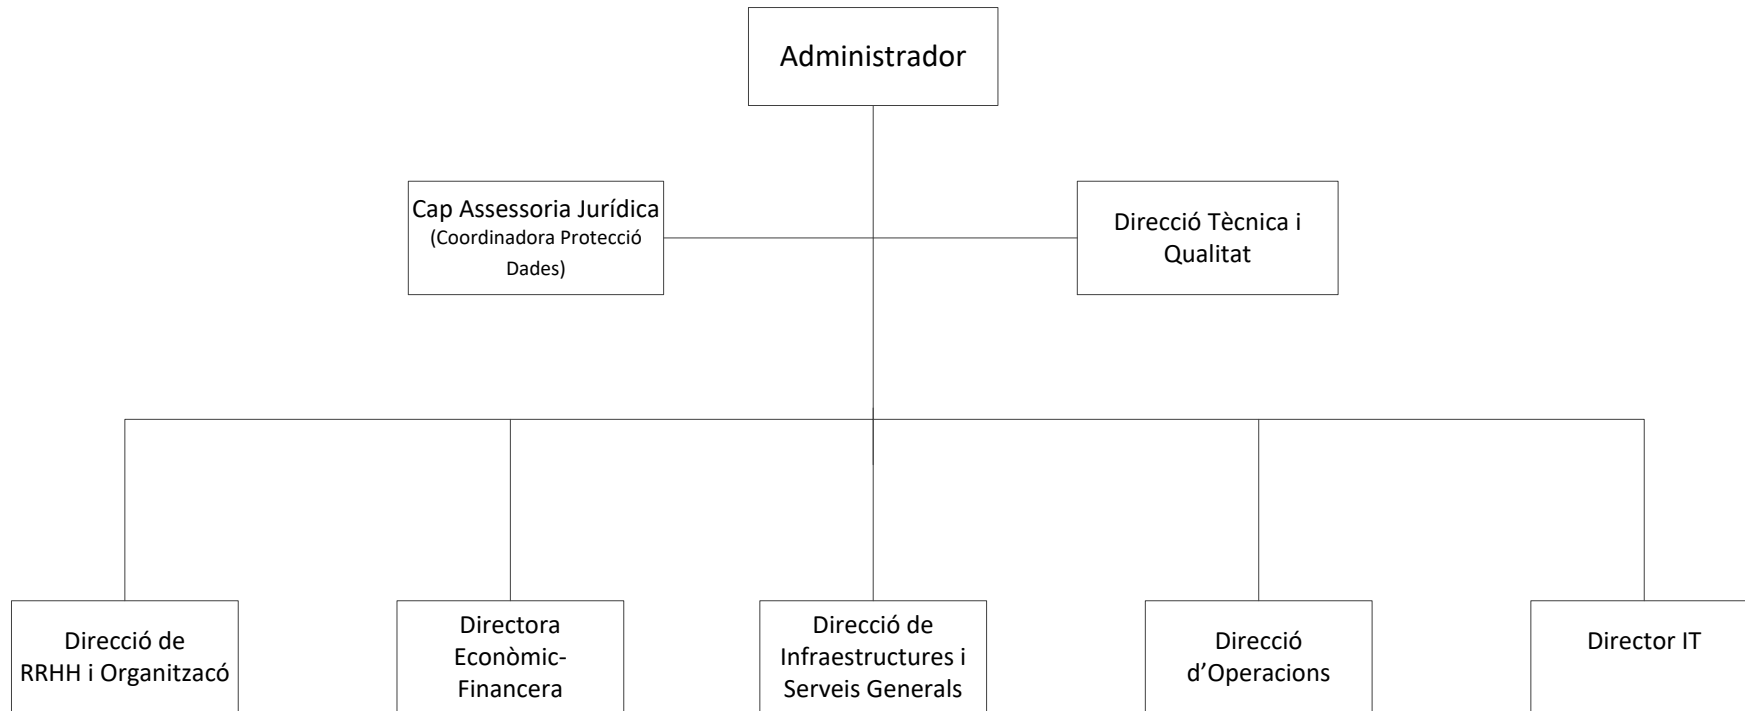 Administrador
Cap Assessoria Jurídica
(Coordinadora Protecció
Dades)
Direcció Tècnica i
Qualitat
Direcció de
RRHH i Organitzacó
Directora
Econòmic-
Financera
Direcció de
Infraestructures i
Serveis Generals
Direcció
d’Operacions
Director IT